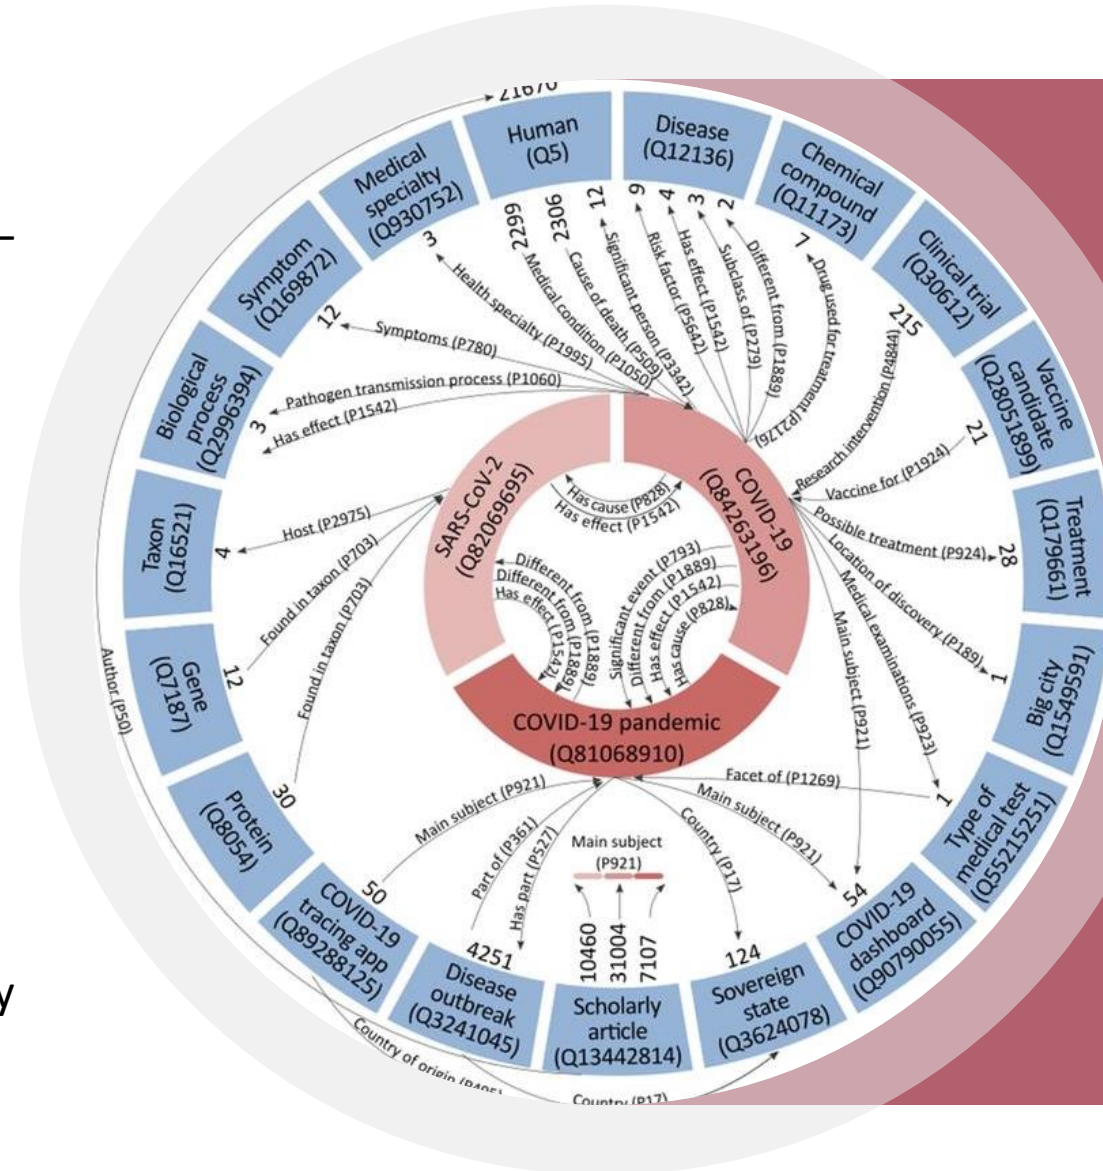 21670
Human
(Q5)
Disease
(Q12136)
Chemical
compound
(Q11173)
Clinical trial
(Q30612)
Vaccine
candidate
(Q28051899)
Treatment
(Q179661)
Big city
(Q1549591)
Type of
medical test
(Q55215251)
COVID-19
dashboard
(Q90790055)
Sovereign
state
(Q3624078)
Scholarly
article
(Q13442814)
Disease
outbreak
(Q3241045)
COVID-19
tracing app
(Q89288125)
Protein
(Q8054)
Gene
(Q7187)
Taxon
(Q16521)
Biological
process
(Q2996394)
Symptom
(Q169872)
Medical
specialty
(Q930752)
2299
2306
12
9
4
3
2
7
215
21
28
1
1
54
124
10460
31004
7107
4251
50
30
12
4
3
12
3
Medical condition (P1050)
Cause of death (P509)
Significant person (P3342)
Risk factor (P5642)
Has effect (P1542)
Subclass of (P279)
Different from (P1889)
Drug used for treatment (P2176)
Research intervention (P4844)
Vaccine for (P1924)
Possible treatment (P924)
Location of discovery (P189)
Medical examinations (P923)
Main subject (P921)
Facet of (P1269)
Main subject (P921)
Country (P17)
Main subject
(P921)
Has part (P527)
Part of (P361)
Main subject (P921)
Found in taxon (P703)
Found in taxon (P703)
Host (P2975)
Has effect (P1542)
Pathogen transmission process (P1060)
Symptoms (P780)
Health specialty (P1995)
SARS-CoV-2
(Q82069695)
COVID-19
(Q84263196)
COVID-19 pandemic
(Q81068910)
Has cause (P828)
Has effect (P1542)
Different from (P1889)
Different from (P1889)
Has effect (P1542)
Significant event (P793)
Different from (P1889)
Has effect (P1542)
Has cause (P828)
Author (P50)
Country of origin (P495)
Country (P17)
y